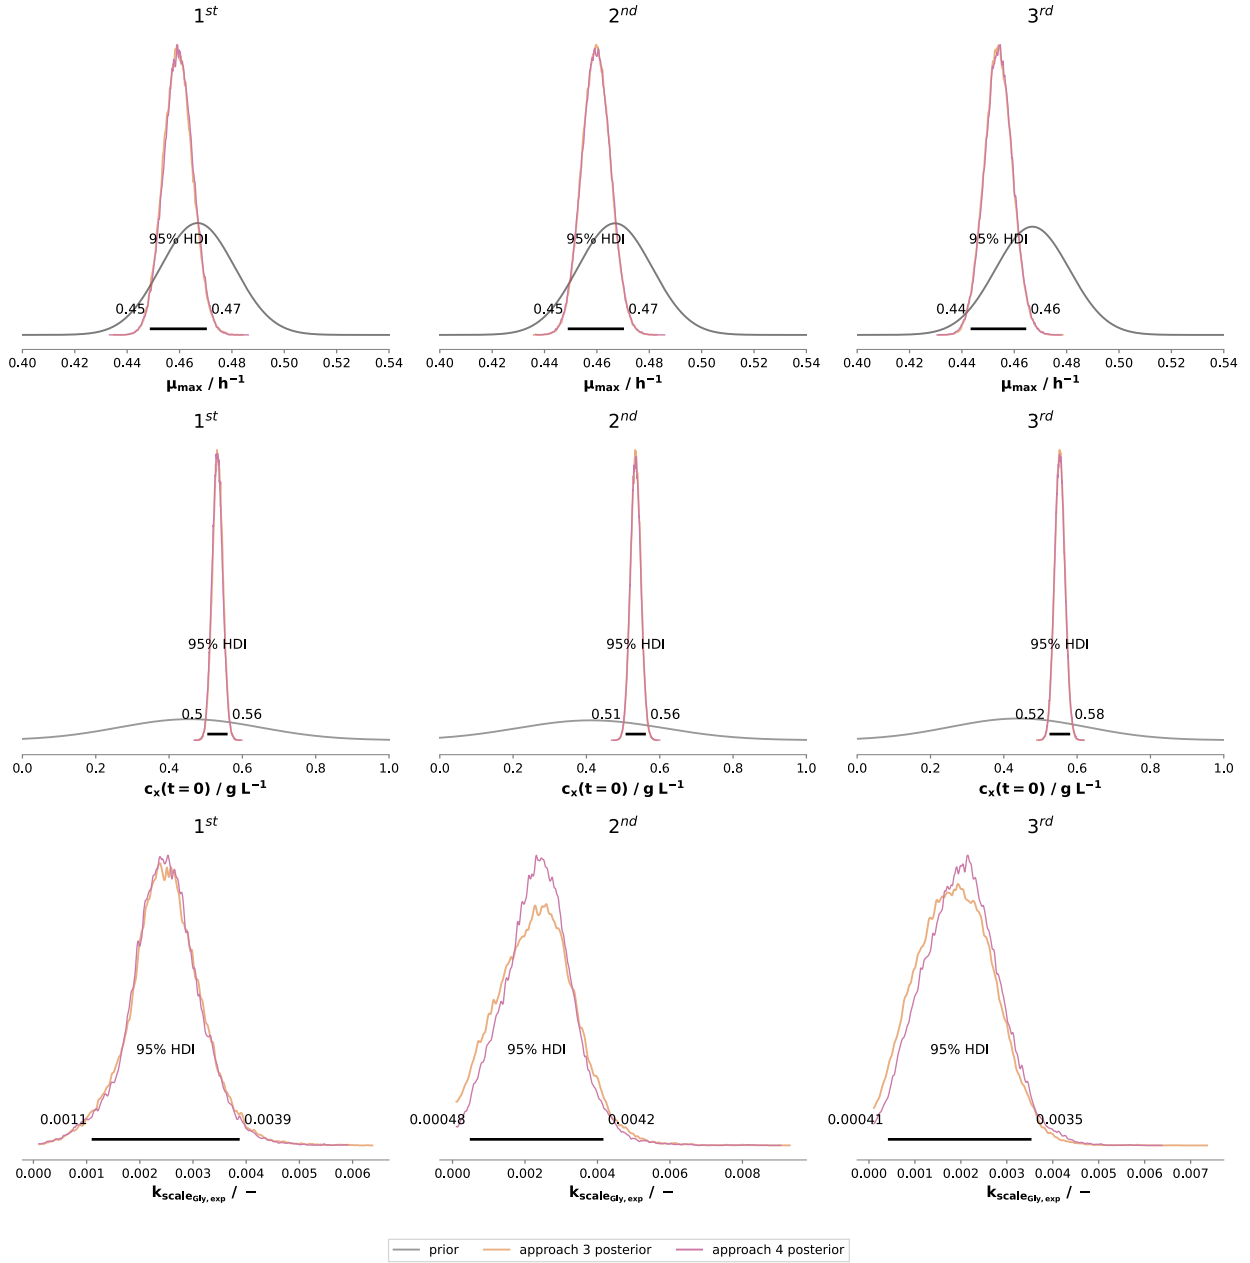 1st 2nd 3rd
95% HDI 95% HDI 95% HDI
0.45 0.47 0.45 0.47 0.44 0.46
0.40 0.42 0.44 0.46 0.48 0.50 0.52 0.54 0.40 0.42 0.44 0.46 0.48 0.50 0.52 0.54 0.40 0.42 0.44 0.46 0.48 0.50 0.52 0.54
μmax / h⁻¹ μmax / h⁻¹ μmax / h⁻¹
1st 2nd 3rd
95% HDI 95% HDI 95% HDI
0.5 0.56 0.51 0.56 0.52 0.58
0.0 0.2 0.4 0.6 0.8 1.0 0.0 0.2 0.4 0.6 0.8 1.0 0.0 0.2 0.4 0.6 0.8 1.0
cx(t = 0) / g L⁻¹ cx(t = 0) / g L⁻¹ cx(t = 0) / g L⁻¹
1st 2nd 3rd
95% HDI 95% HDI 95% HDI
0.0011 0.0039 0.00048 0.0042 0.00041 0.0035
0.000 0.001 0.002 0.003 0.004 0.005 0.006 0.000 0.002 0.004 0.006 0.008 0.000 0.001 0.002 0.003 0.004 0.005 0.006 0.007
kscaleGly,exp / − kscaleGly,exp / − kscaleGly,exp / −
prior approach 3 posterior approach 4 posterior